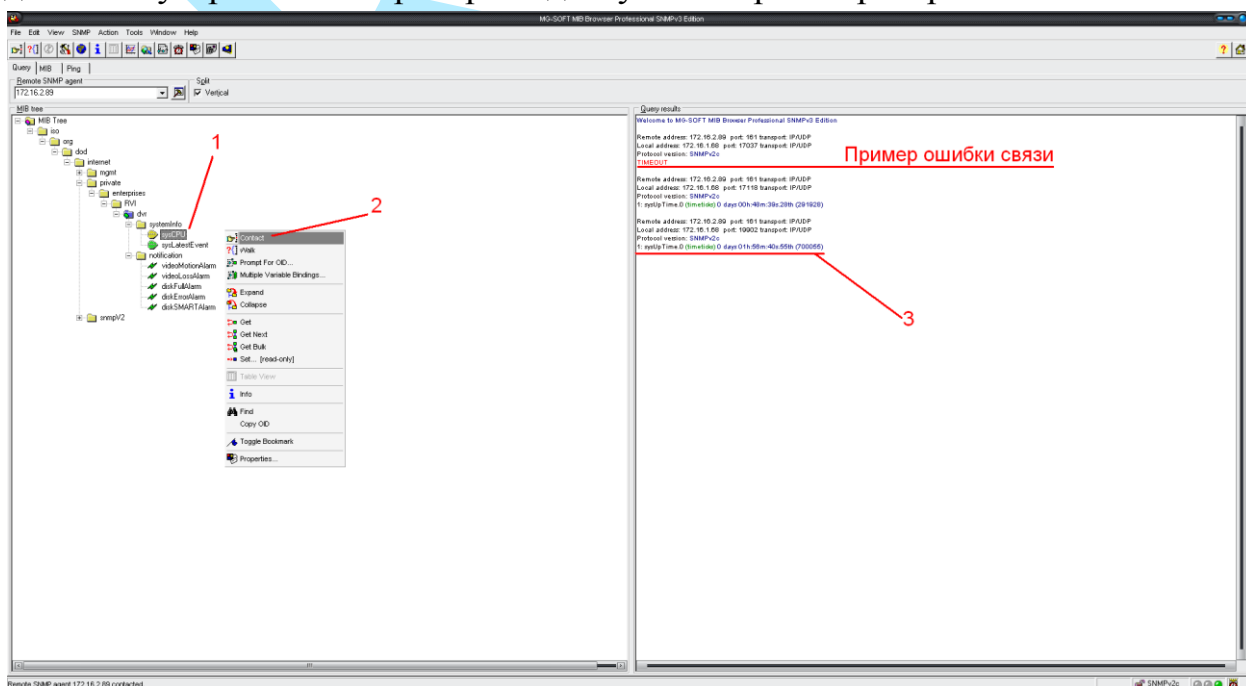 MG-SOFT MIB Browser Professional SNMPv3 Edition
File Edit View SNMP Action Tools Window Help
Query MIB Ping
Remote SNMP agent
Split
172.16.2.89
Vertical
MIB tree
MIB Tree
iso
org
dod
internet
mgmt
private
enterprises
RVI
dvr
systemInfo
sysCPU
sysLatestEvent
notification
videoMotionAlarm
videoLossAlarm
diskFullAlarm
diskErrorAlarm
diskSMARTAlarm
snmpV2
1
2
Contact
Walk
Prompt For OID...
Multiple Variable Bindings...
Expand
Collapse
Get
Get Next
Get Bulk
Set... [read-only]
Table View
Info
Find
Copy OID
Toggle Bookmark
Properties...
Query results
Welcome to MG-SOFT MIB Browser Professional SNMPv3 Edition
Remote address: 172.16.2.89 port: 161 transport: IP/UDP
Local address: 172.16.1.68 port: 17037 transport: IP/UDP
Protocol version: SNMPv2c
TIMEOUT
Пример ошибки связи
Remote address: 172.16.2.89 port: 161 transport: IP/UDP
Local address: 172.16.1.68 port: 17118 transport: IP/UDP
Protocol version: SNMPv2c
1: sysUpTime.0 (timeticks) 0 days 00h:48m:39s.28th (291928)
Remote address: 172.16.2.89 port: 161 transport: IP/UDP
Local address: 172.16.1.68 port: 19902 transport: IP/UDP
Protocol version: SNMPv2c
1: sysUpTime.0 (timeticks) 0 days 01h:56m:40s.55th (700055)
3
Remote SNMP agent 172.16.2.89 contacted
SNMPv2c